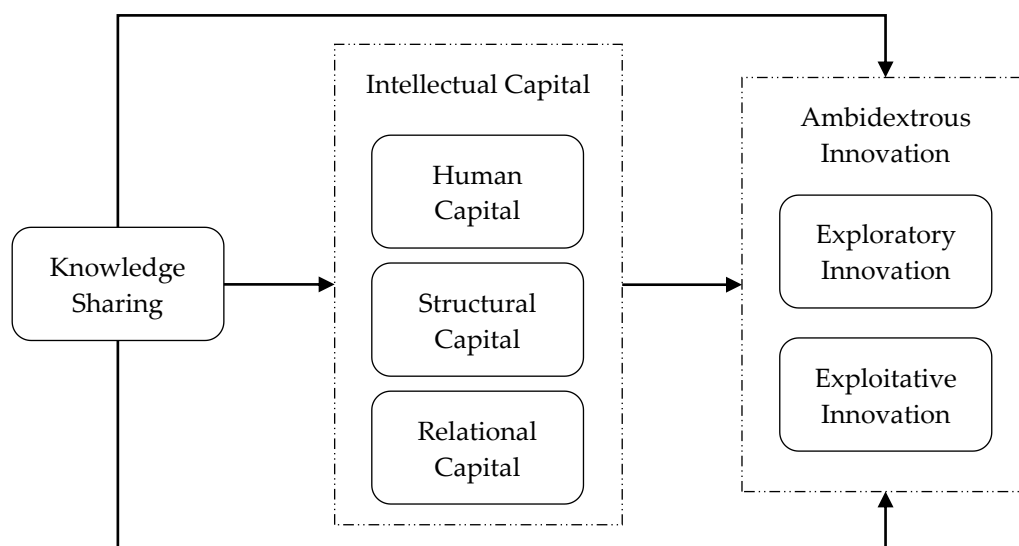 Knowledge
Sharing
Intellectual Capital
Human
Capital
Structural
Capital
Relational
Capital
Ambidextrous
Innovation
Exploratory
Innovation
Exploitative
Innovation